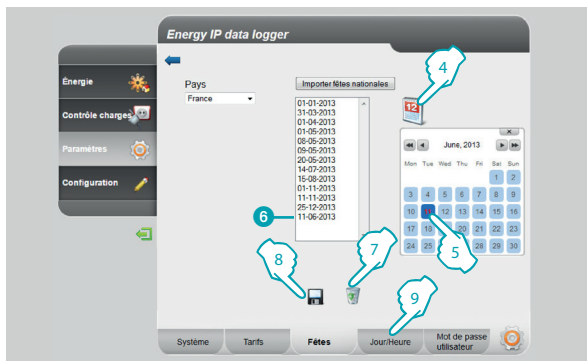 Energy IP data logger
Énergie
Contrôle charges
Paramètres
Configuration
Pays
France
Importer fêtes nationales
01-01-2013
31-03-2013
01-04-2013
01-05-2013
08-05-2013
09-05-2013
20-05-2013
14-07-2013
15-08-2013
01-11-2013
11-11-2013
25-12-2013
11-06-2013
12
4
x
June, 2013
Mon Tue Wed Thu Fri Sat Sun
1 2
3 4 5 6 7 8 9
10 11 12 13 14 15 16
17 18 20 21 22 23
24 25 28 29 30
5
6
7
8
9
Système
Tarifs
Fêtes
Jour/Heure
Mot de passe
utilisateur